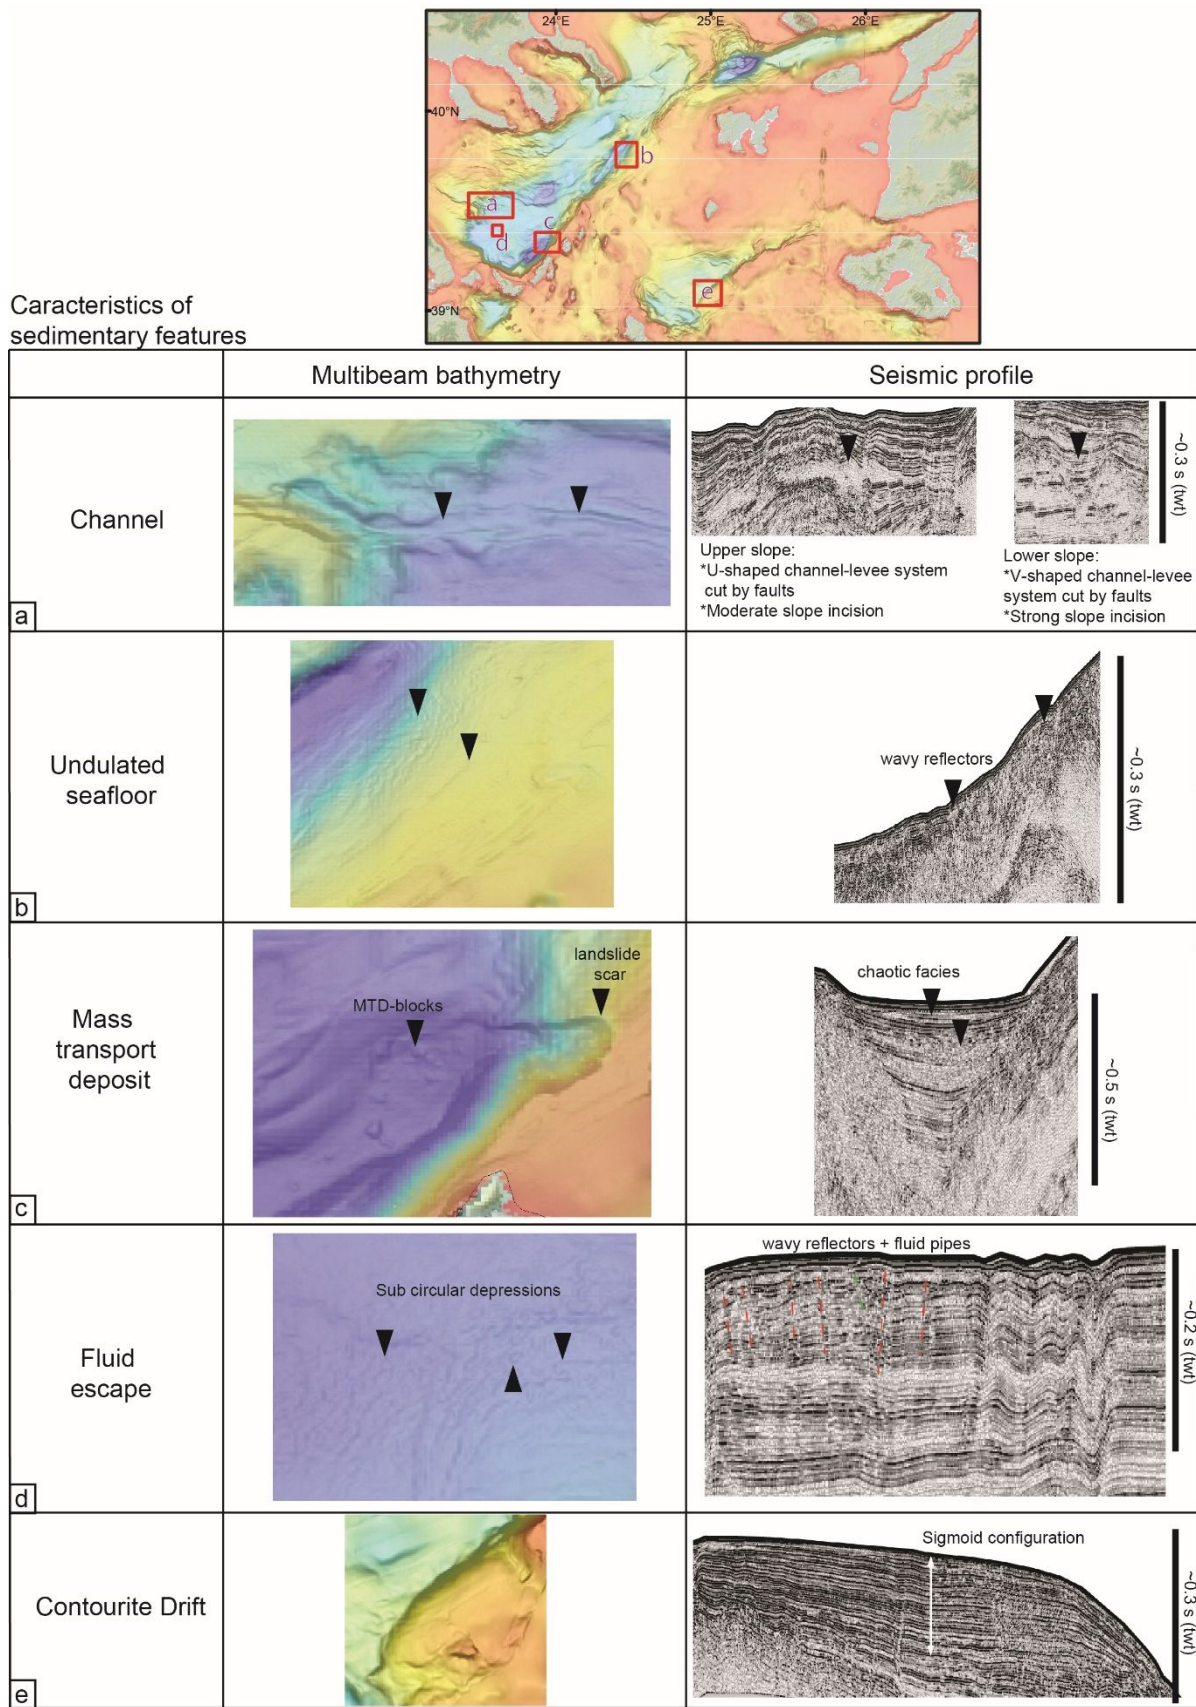 24°E 25°E 26°E
40°N
b
a
c
d
e
39°N
Caracteristics of
sedimentary features
Multibeam bathymetry Seismic profile
Channel
a
Upper slope:
*U-shaped channel-levee system
cut by faults
*Moderate slope incision
Lower slope:
*V-shaped channel-levee
system cut by faults
*Strong slope incision
~0.3 s (twt)
Undulated
seafloor
b
wavy reflectors
~0.3 s (twt)
Mass
transport
deposit
c
landslide
scar
MTD-blocks
chaotic facies
~0.5 s (twt)
Fluid
escape
d
Sub circular depressions
wavy reflectors + fluid pipes
~0.2 s (twt)
Contourite Drift
e
Sigmoid configuration
~0.3 s (twt)